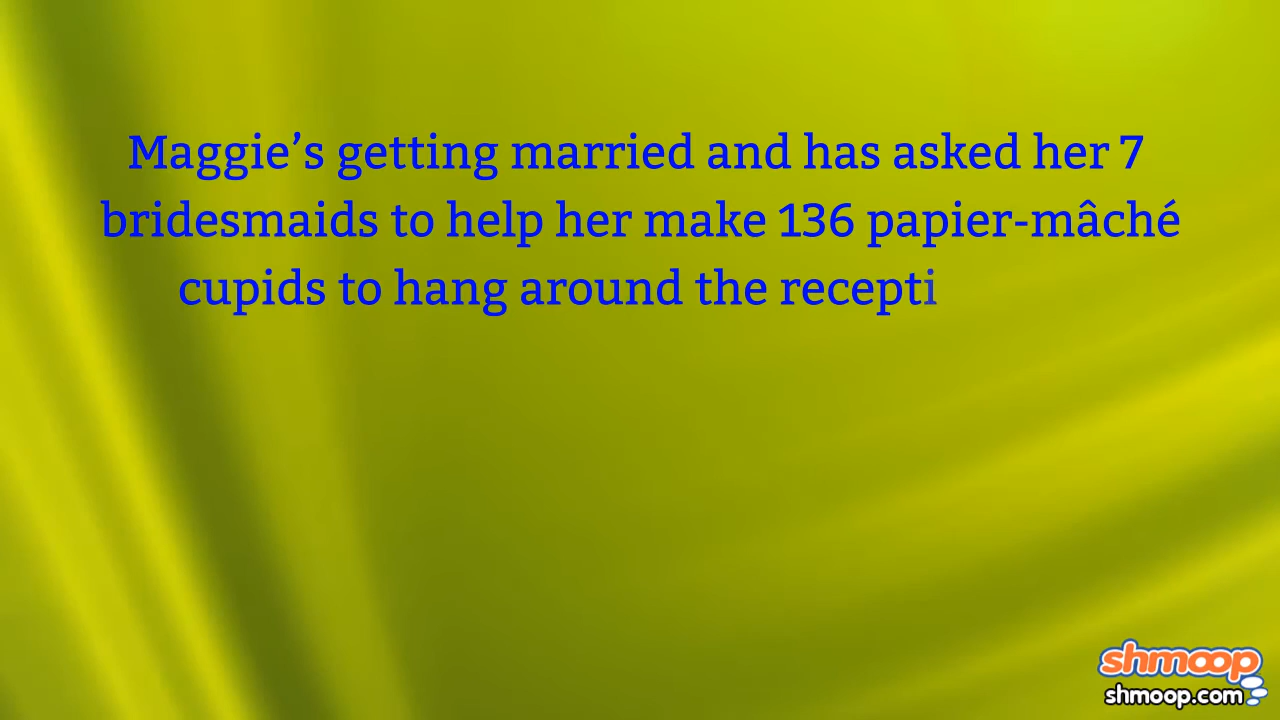 Maggie’s getting married and has asked her 7
bridesmaids to help her make 136 papier-mâché
cupids to hang around the recepti
shmoop
shmoop.com